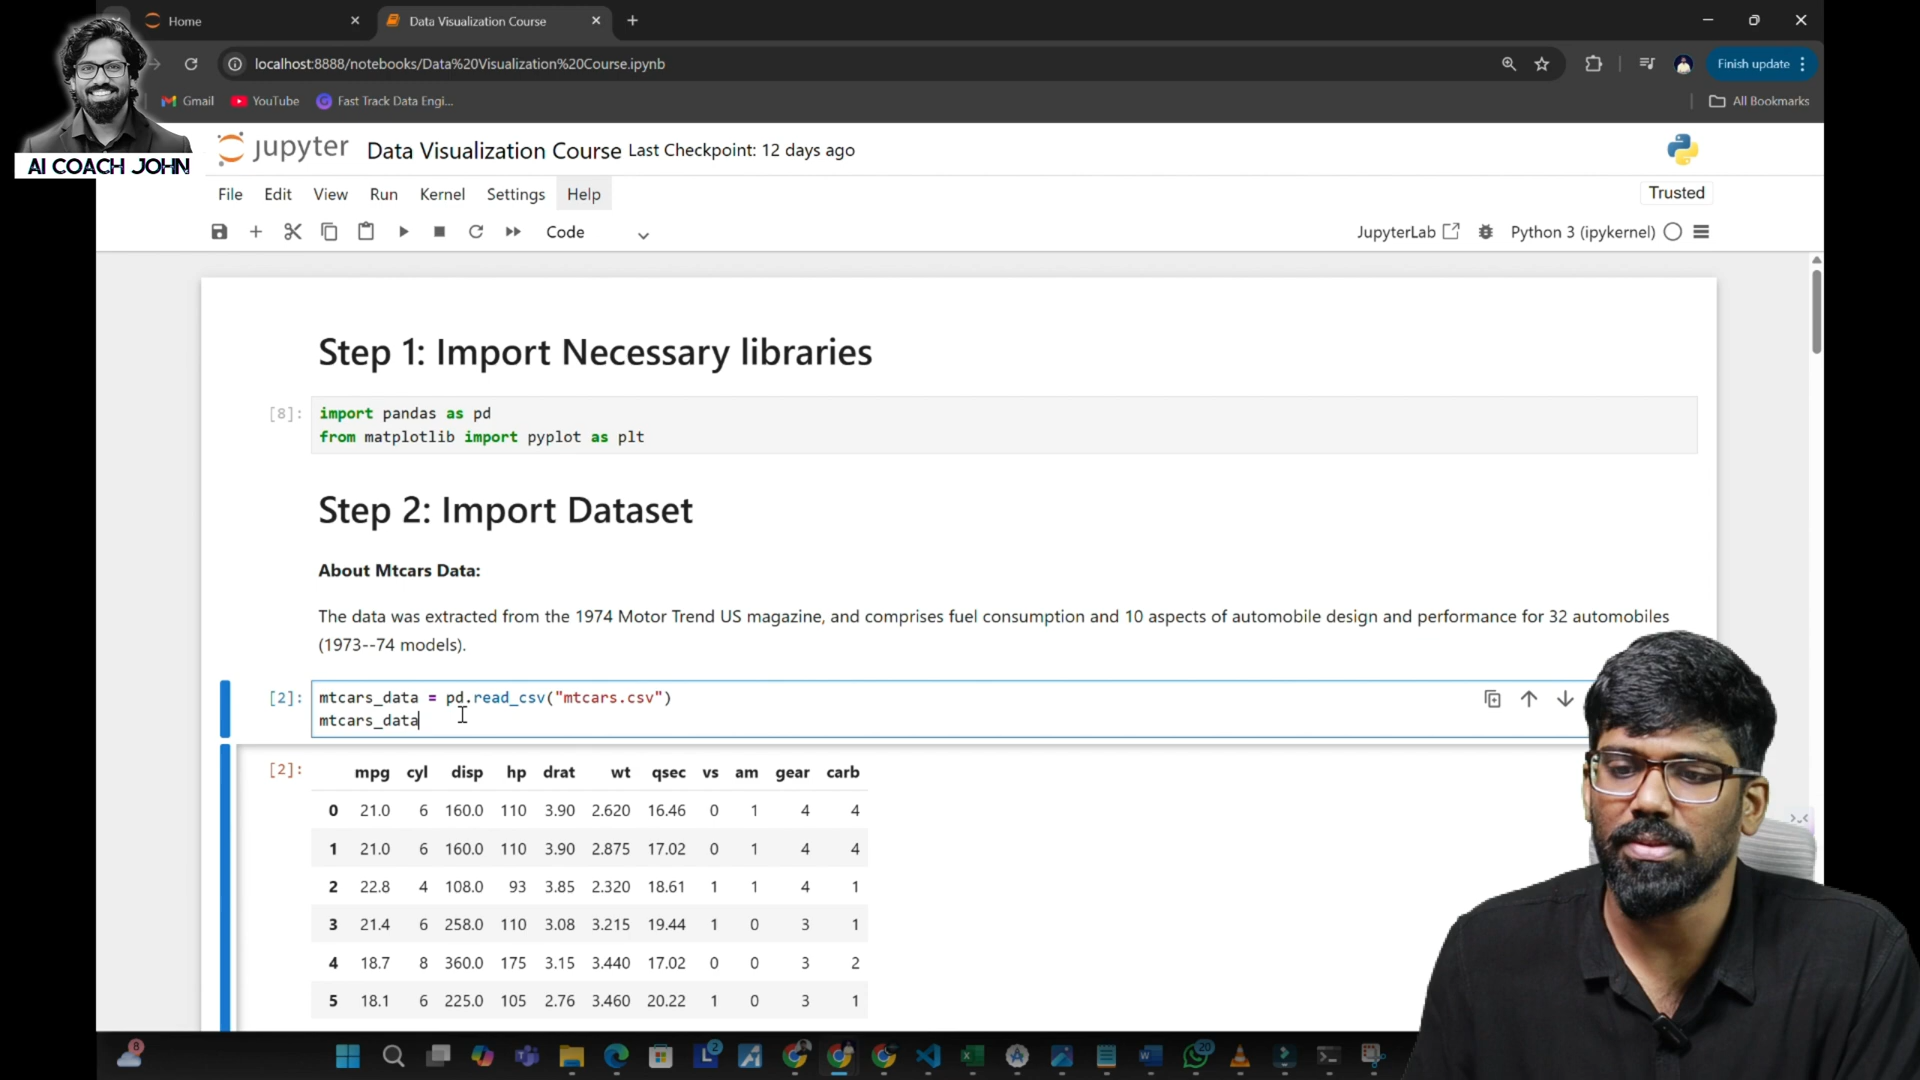 Home
Data Visualization Course
localhost:8888/notebooks/Data%20Visualization%20Course.ipynb
Finish update
Gmail
YouTube
Fast Track Data Engi...
All Bookmarks
AI COACH JOHN
jupyter
Data Visualization Course Last Checkpoint: 12 days ago
File Edit View Run Kernel Settings Help
Trusted
Code
JupyterLab
Python 3 (ipykernel)
Step 1: Import Necessary libraries
[8]: import pandas as pd
from matplotlib import pyplot as plt
Step 2: Import Dataset
About Mtcars Data:
The data was extracted from the 1974 Motor Trend US magazine, and comprises fuel consumption and 10 aspects of automobile design and performance for 32 automobiles
(1973--74 models).
[2]: mtcars_data = pd.read_csv("mtcars.csv")
mtcars_data
[2]: mpg cyl disp hp drat wt qsec vs am gear carb
0 21.0 6 160.0 110 3.90 2.620 16.46 0 1 4 4
1 21.0 6 160.0 110 3.90 2.875 17.02 0 1 4 4
2 22.8 4 108.0 93 3.85 2.320 18.61 1 1 4 1
3 21.4 6 258.0 110 3.08 3.215 19.44 1 0 3 1
4 18.7 8 360.0 175 3.15 3.440 17.02 0 0 3 2
5 18.1 6 225.0 105 2.76 3.460 20.22 1 0 3 1
8
2
20